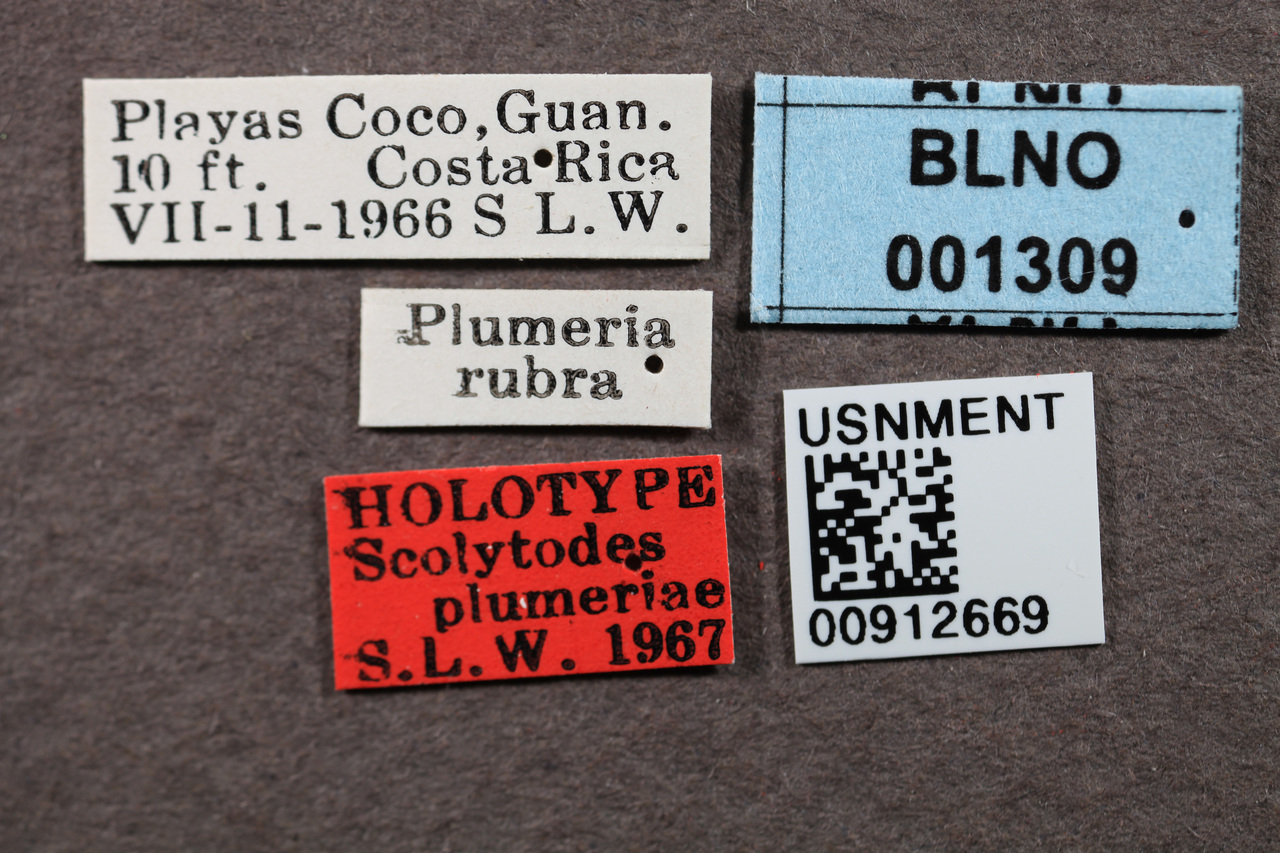 Playas Coco, Guan.
10 ft. Costa Rica
VII-11-1966 S L.W.
Plumeria
rubra
HOLOTYPE
Scolytodes
plumeriae
S.L.W. 1967
BLNO
001309
USNMENT
00912669